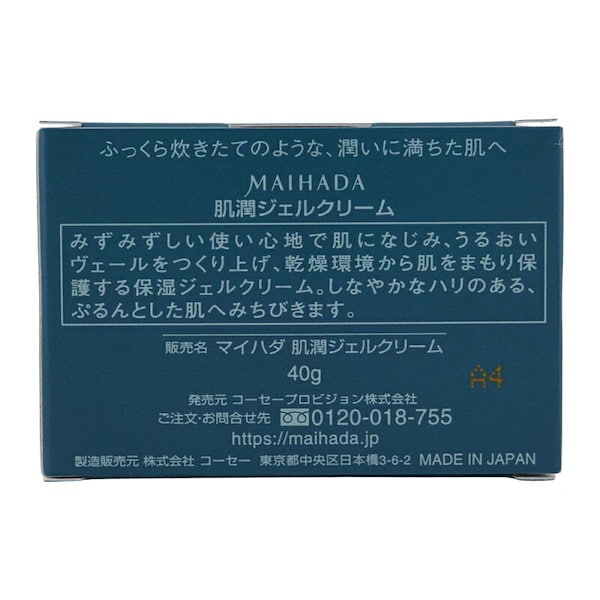 ふっくら炊きたてのような、潤いに満ちた肌へ
MAIHADA
肌潤ジェルクリーム
みずみずしい使い心地で肌になじみ、うるおい
ヴェールをつくり上げ、乾燥環境から肌をまもり保
護する保湿ジェルクリーム。しなやかなハリのある、
ぷるんとした肌へみちびきます。
販売名 マイハダ 肌潤ジェルクリーム
40g
A4
発売元 コーセープロビジョン株式会社
ご注文・お問合せ先 0120-018-755
https://maihada.jp
製造販売元 株式会社 コーセー 東京都中央区日本橋3-6-2 MADE IN JAPAN